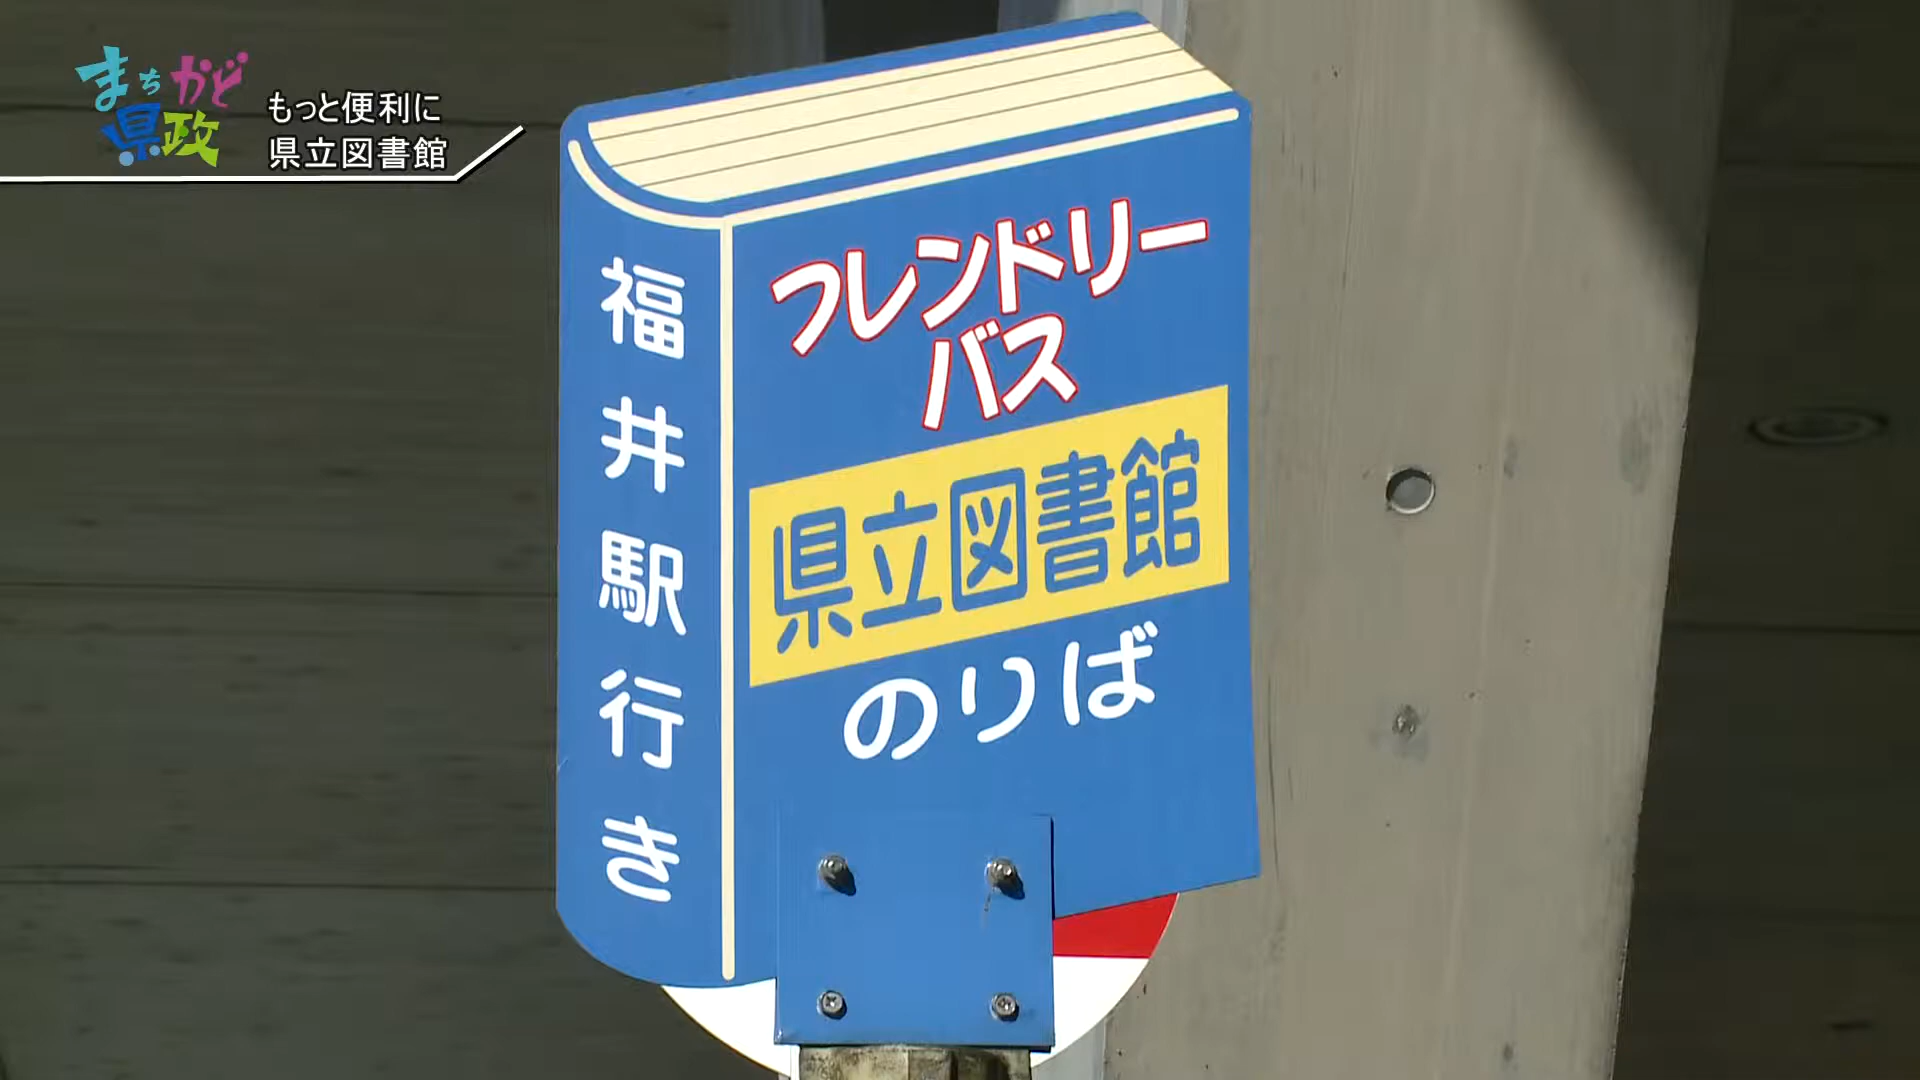 まちかど
県政
もっと便利に
県立図書館
フレンドリー
バス
県立図書館
のりば
福井駅行き